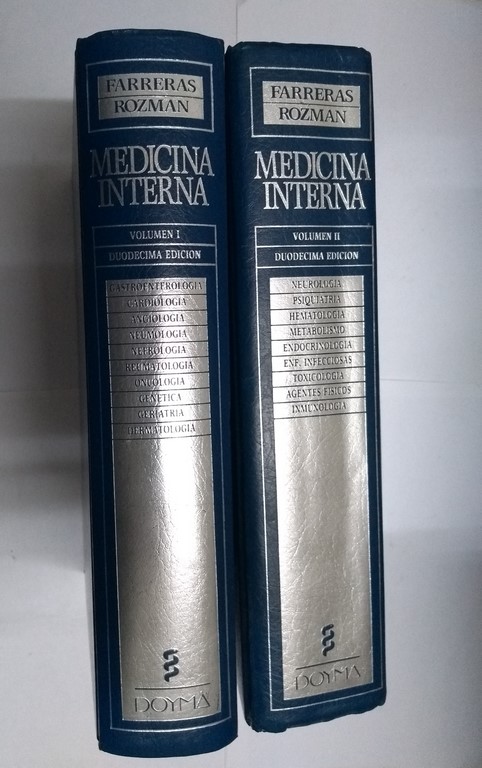 FARRERAS
ROZMAN
MEDICINA
INTERNA
VOLUMEN I
DUODECIMA EDICION
GASTROENTEROLOGIA
CARDIOLOGIA
ANGIOLOGIA
NEUMOLOGIA
NEFROLOGIA
REUMATOLOGIA
ONCOLOGIA
GENETICA
GERIATRIA
DERMATOLOGIA
DOYMA
FARRERAS
ROZMAN
MEDICINA
INTERNA
VOLUMEN II
DUODECIMA EDICION
NEUROLOGIA
PSIQUIATRIA
HEMATOLOGIA
METABOLISMO
ENDOCRINOLOGIA
ENF. INFECCIOSAS
TOXICOLOGIA
AGENTES FISICOS
INMUNOLOGIA
DOYMA